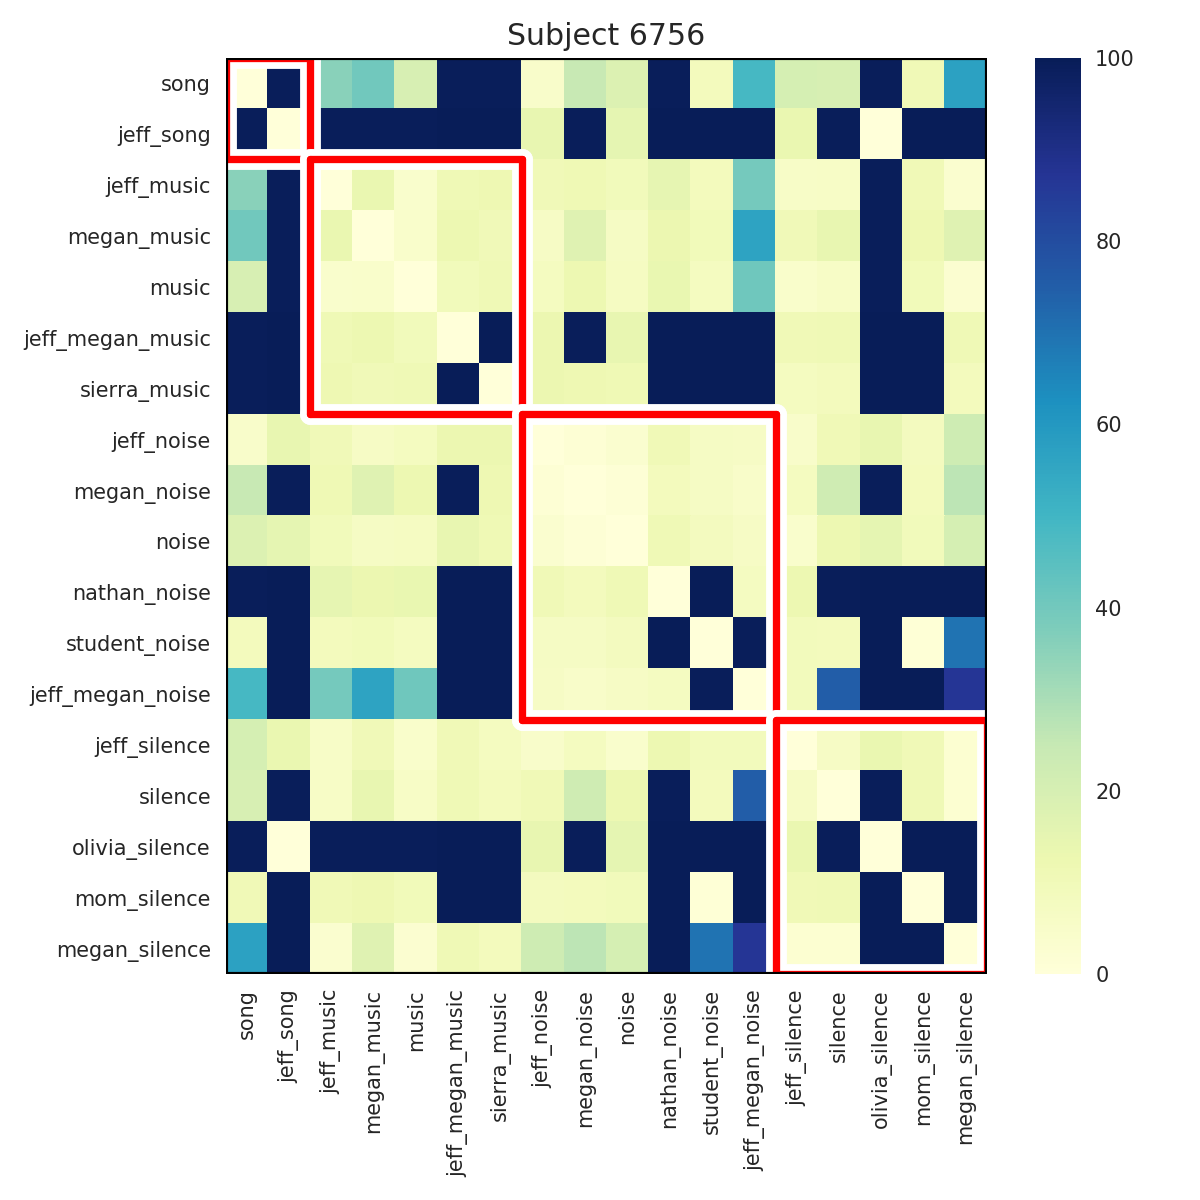 Subject 6756
song
jeff_song
jeff_music
megan_music
music
jeff_megan_music
sierra_music
jeff_noise
megan_noise
noise
nathan_noise
student_noise
jeff_megan_noise
jeff_silence
silence
olivia_silence
mom_silence
megan_silence
song
jeff_song
jeff_music
megan_music
music
jeff_megan_music
sierra_music
jeff_noise
megan_noise
noise
nathan_noise
student_noise
jeff_megan_noise
jeff_silence
silence
olivia_silence
mom_silence
megan_silence
100
80
60
40
20
0